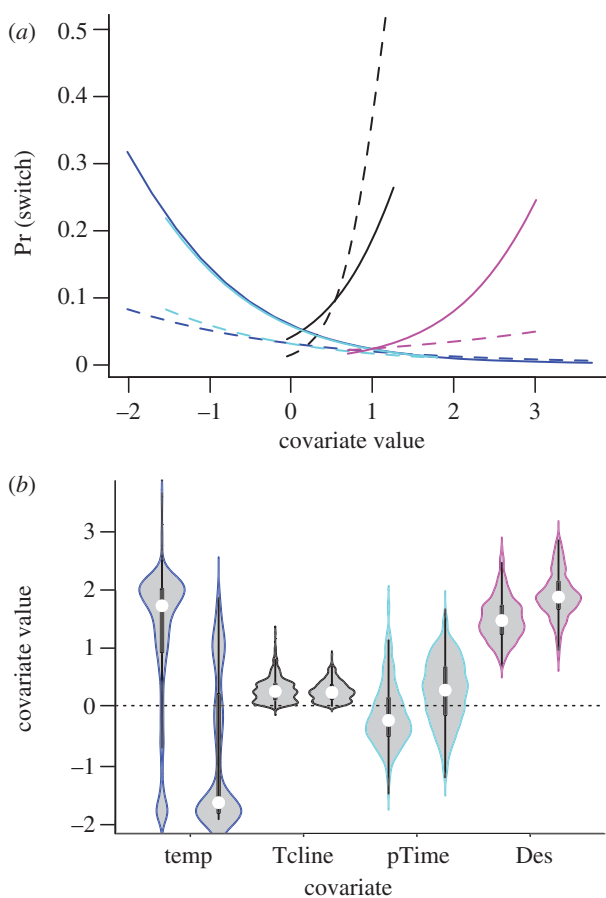 (a)
0.5
0.4
0.3
0.2
0.1
0
Pr (switch)
–2 –1 0 1 2 3
covariate value
(b)
3
2
1
0
–1
–2
covariate value
temp Tcline pTime Des
covariate